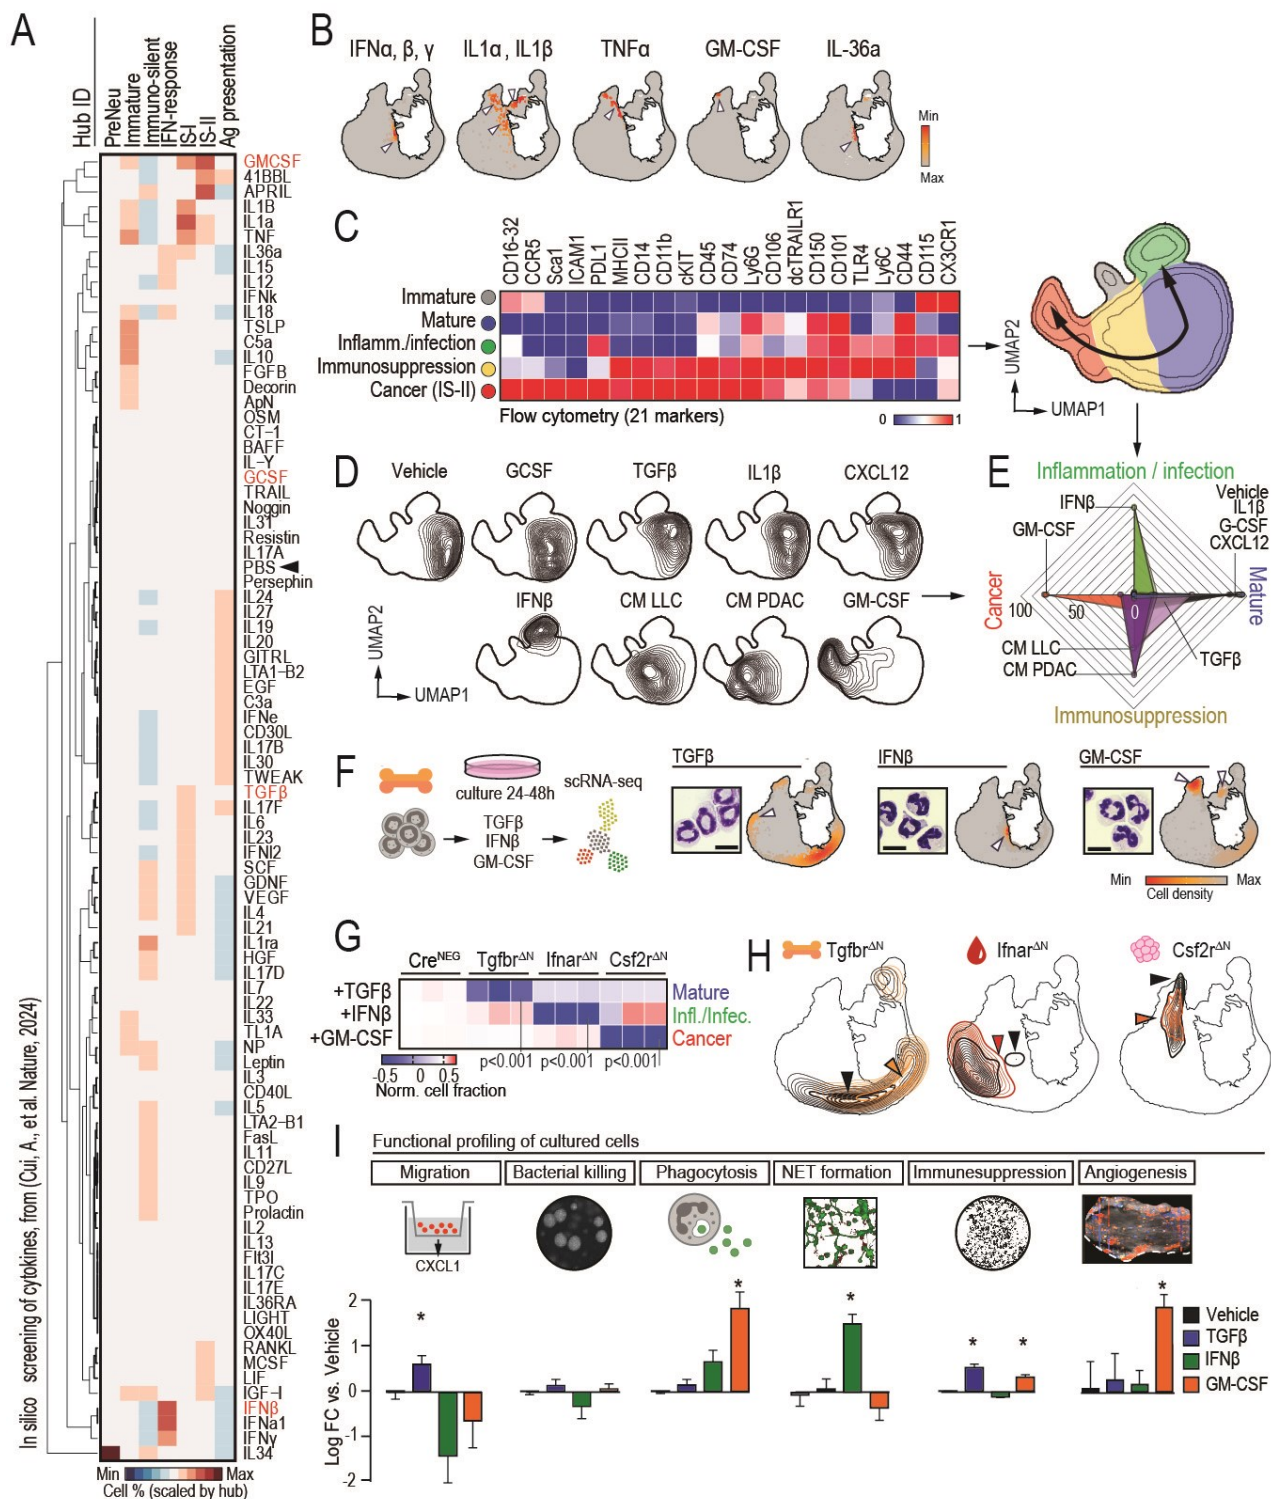 A
Hub ID
PreNeu
Immature
Immuno-silent
IFN-response
IS-I
IS-II
Ag presentation
GMCSF
41BBL
APRIL
IL1B
IL1a
TNF
IL36a
IL15
IL12
IFNk
IL18
TSLP
C5a
IL10
FGFB
Decorin
ApN
OSM
CT-1
BAFF
IL-Y
GCSF
TRAIL
Noggin
IL31
Resistin
IL17A
PBS
Persephin
IL24
IL27
IL19
IL20
GITRL
LTA1-B2
EGF
C3a
IFNe
CD30L
IL17B
IL30
TWEAK
TGFβ
IL17F
IL6
IL23
IFNl2
SCF
GDNF
VEGF
IL4
IL21
IL1ra
HGF
IL17D
IL7
IL22
IL33
TL1A
NP
Leptin
IL3
CD40L
IL5
LTA2-B1
FasL
IL11
CD27L
IL9
TPO
Prolactin
IL2
IL13
Flt3l
IL17C
IL17E
IL36RA
LIGHT
OX40L
RANKL
MCSF
LIF
IGF-I
IFNβ
IFNa1
IFNγ
IL34
In silico screening of cytokines, from (Cui, A., et al. Nature, 2024)
Min Max
Cell % (scaled by hub)
B
IFNα, β, γ
IL1α , IL1β
TNFα
GM-CSF
IL-36a
Min
Max
C
CD16-32
CCR5
Sca1
ICAM1
PDL1
MHCII
CD14
CD11b
cKIT
CD45
CD74
Ly6G
CD106
dcTRAILR1
CD150
CD101
TLR4
Ly6C
CD44
CD115
CX3CR1
Immature
Mature
Inflamm./infection
Immunosuppression
Cancer (IS-II)
Flow cytometry (21 markers)
0 1
UMAP2
UMAP1
D
Vehicle
GCSF
TGFβ
IL1β
CXCL12
IFNβ
CM LLC
CM PDAC
GM-CSF
UMAP2
UMAP1
E
Inflammation / infection
IFNβ
GM-CSF
Vehicle
IL1β
G-CSF
CXCL12
Cancer
Mature
100 50 0
CM LLC
CM PDAC
TGFβ
Immunosuppression
F
culture 24-48h
scRNA-seq
TGFβ
IFNβ
GM-CSF
TGFβ
IFNβ
GM-CSF
Min Max
Cell density
G
Cre^NEG
Tgfbr^ΔN
Ifnar^ΔN
Csf2r^ΔN
+TGFβ
+IFNβ
+GM-CSF
Mature
Infl./Infec.
Cancer
p<0.001
p<0.001
p<0.001
-0.5 0 0.5
Norm. cell fraction
H
Tgfbr^ΔN
Ifnar^ΔN
Csf2r^ΔN
I
Functional profiling of cultured cells
Migration
Bacterial killing
Phagocytosis
NET formation
Immunesuppression
Angiogenesis
CXCL1
Log FC vs. Vehicle
2
1
0
-1
-2
*
*
*
*
*
*
Vehicle
TGFβ
IFNβ
GM-CSF